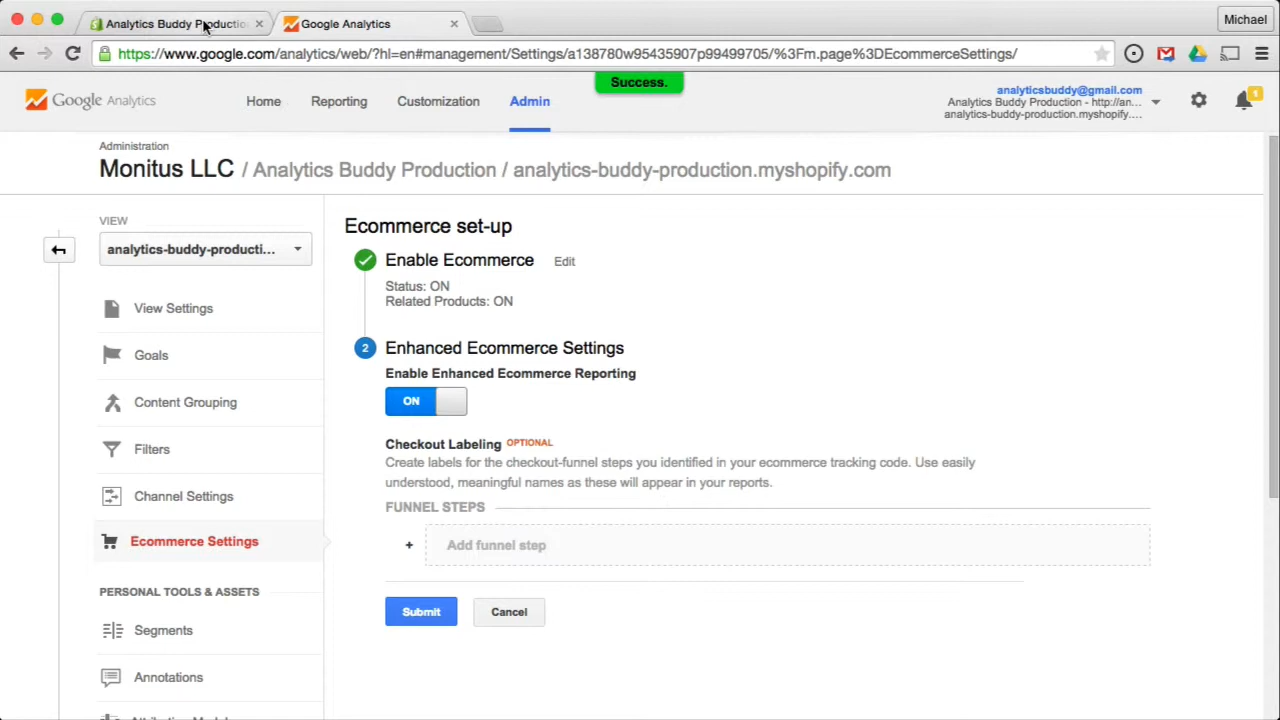 Analytics Buddy Productio
Google Analytics
Michael
https://www.google.com/analytics/web/?hl=en#management/Settings/a138780w95435907p99499705/%3Fm.page%3DEcommerceSettings/
Success.
Google Analytics
Home
Reporting
Customization
Admin
analyticsbuddy@gmail.com
Analytics Buddy Production - http://an...
analytics-buddy-production.myshopify....
1
Administration
Monitus LLC / Analytics Buddy Production / analytics-buddy-production.myshopify.com
VIEW
analytics-buddy-producti...
View Settings
Goals
Content Grouping
Filters
Channel Settings
Ecommerce Settings
PERSONAL TOOLS & ASSETS
Segments
Annotations
Ecommerce set-up
Enable Ecommerce Edit
Status: ON
Related Products: ON
2 Enhanced Ecommerce Settings
Enable Enhanced Ecommerce Reporting
ON
Checkout Labeling OPTIONAL
Create labels for the checkout-funnel steps you identified in your ecommerce tracking code. Use easily
understood, meaningful names as these will appear in your reports.
FUNNEL STEPS
+ Add funnel step
Submit
Cancel